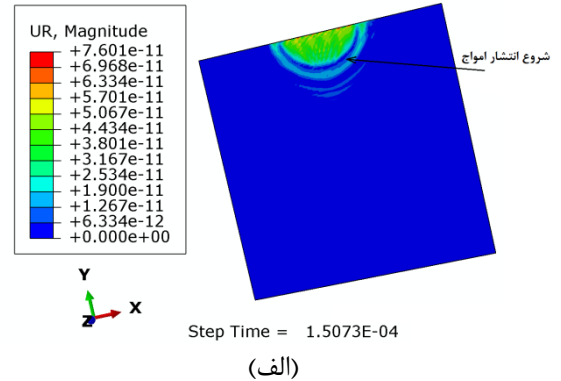 UR, Magnitude
+7.601e-11
+6.968e-11
+6.334e-11
+5.701e-11
+5.067e-11
+4.434e-11
+3.801e-11
+3.167e-11
+2.534e-11
+1.900e-11
+1.267e-11
+6.334e-12
+0.000e+00
شروع انتشار امواج
Y
Z
X
Step Time = 1.5073E-04
(الف)